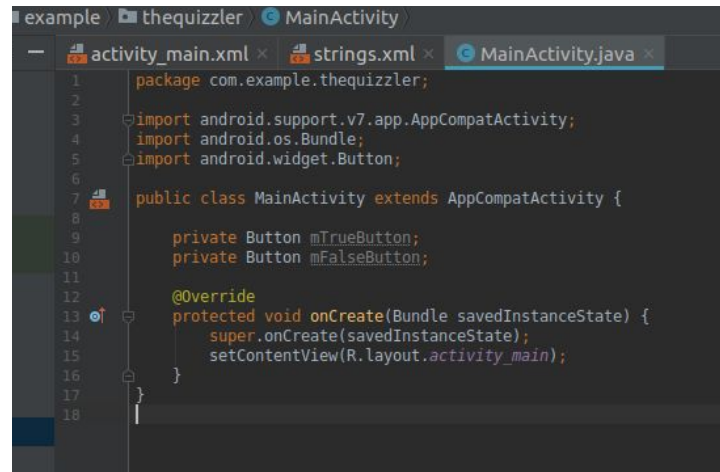 example thequizzler MainActivity
activity_main.xml strings.xml MainActivity.java
1 package com.example.thequizzler;
2
3 import android.support.v7.app.AppCompatActivity;
4 import android.os.Bundle;
5 import android.widget.Button;
6
7 public class MainActivity extends AppCompatActivity {
8
9 private Button mTrueButton;
10 private Button mFalseButton;
11
12 @Override
13 protected void onCreate(Bundle savedInstanceState) {
14 super.onCreate(savedInstanceState);
15 setContentView(R.layout.activity_main);
16 }
17 }
18